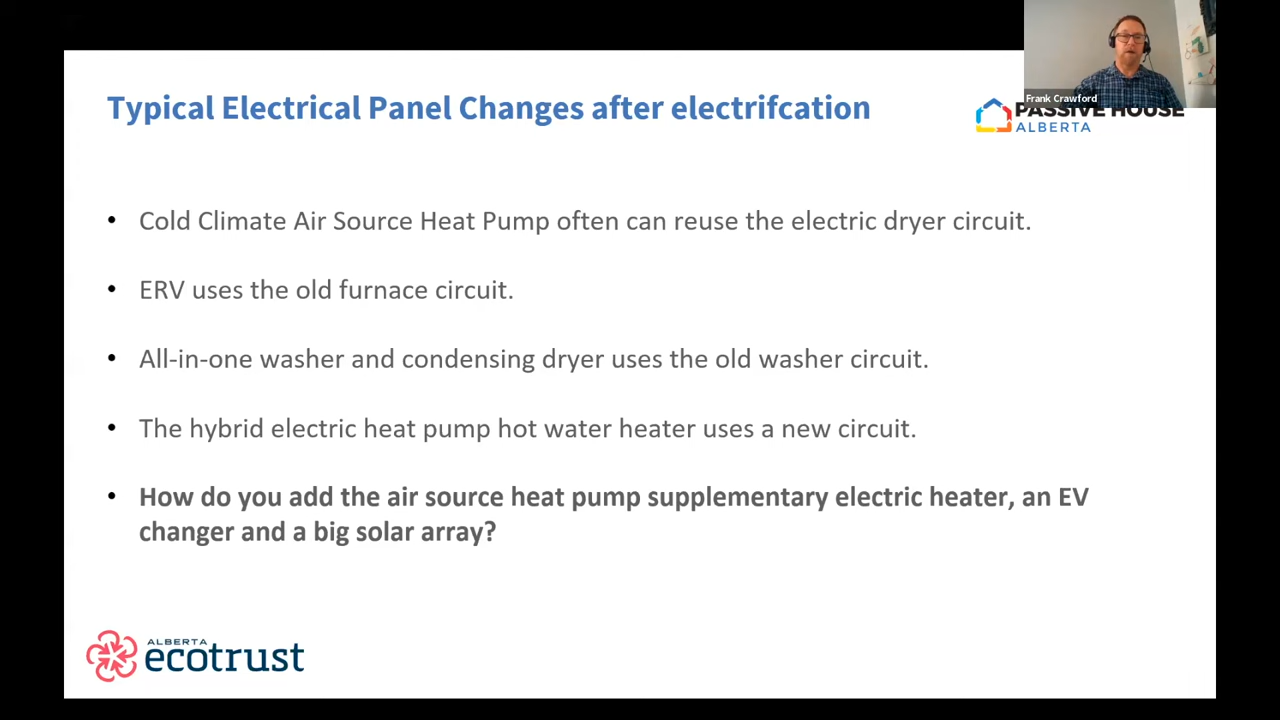 Typical Electrical Panel Changes after electrifcation
Frank Crawford
PASSIVE HOUSE
ALBERTA
• Cold Climate Air Source Heat Pump often can reuse the electric dryer circuit.
• ERV uses the old furnace circuit.
• All-in-one washer and condensing dryer uses the old washer circuit.
• The hybrid electric heat pump hot water heater uses a new circuit.
• How do you add the air source heat pump supplementary electric heater, an EV
changer and a big solar array?
ALBERTA
ecotrust